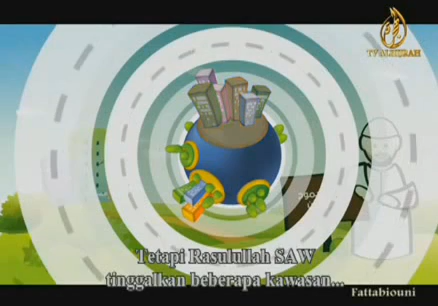 TV ALHIJRAH
Tetapi Rasulullah SAW
tinggalkan beberapa kawasan...
Fattabiouni